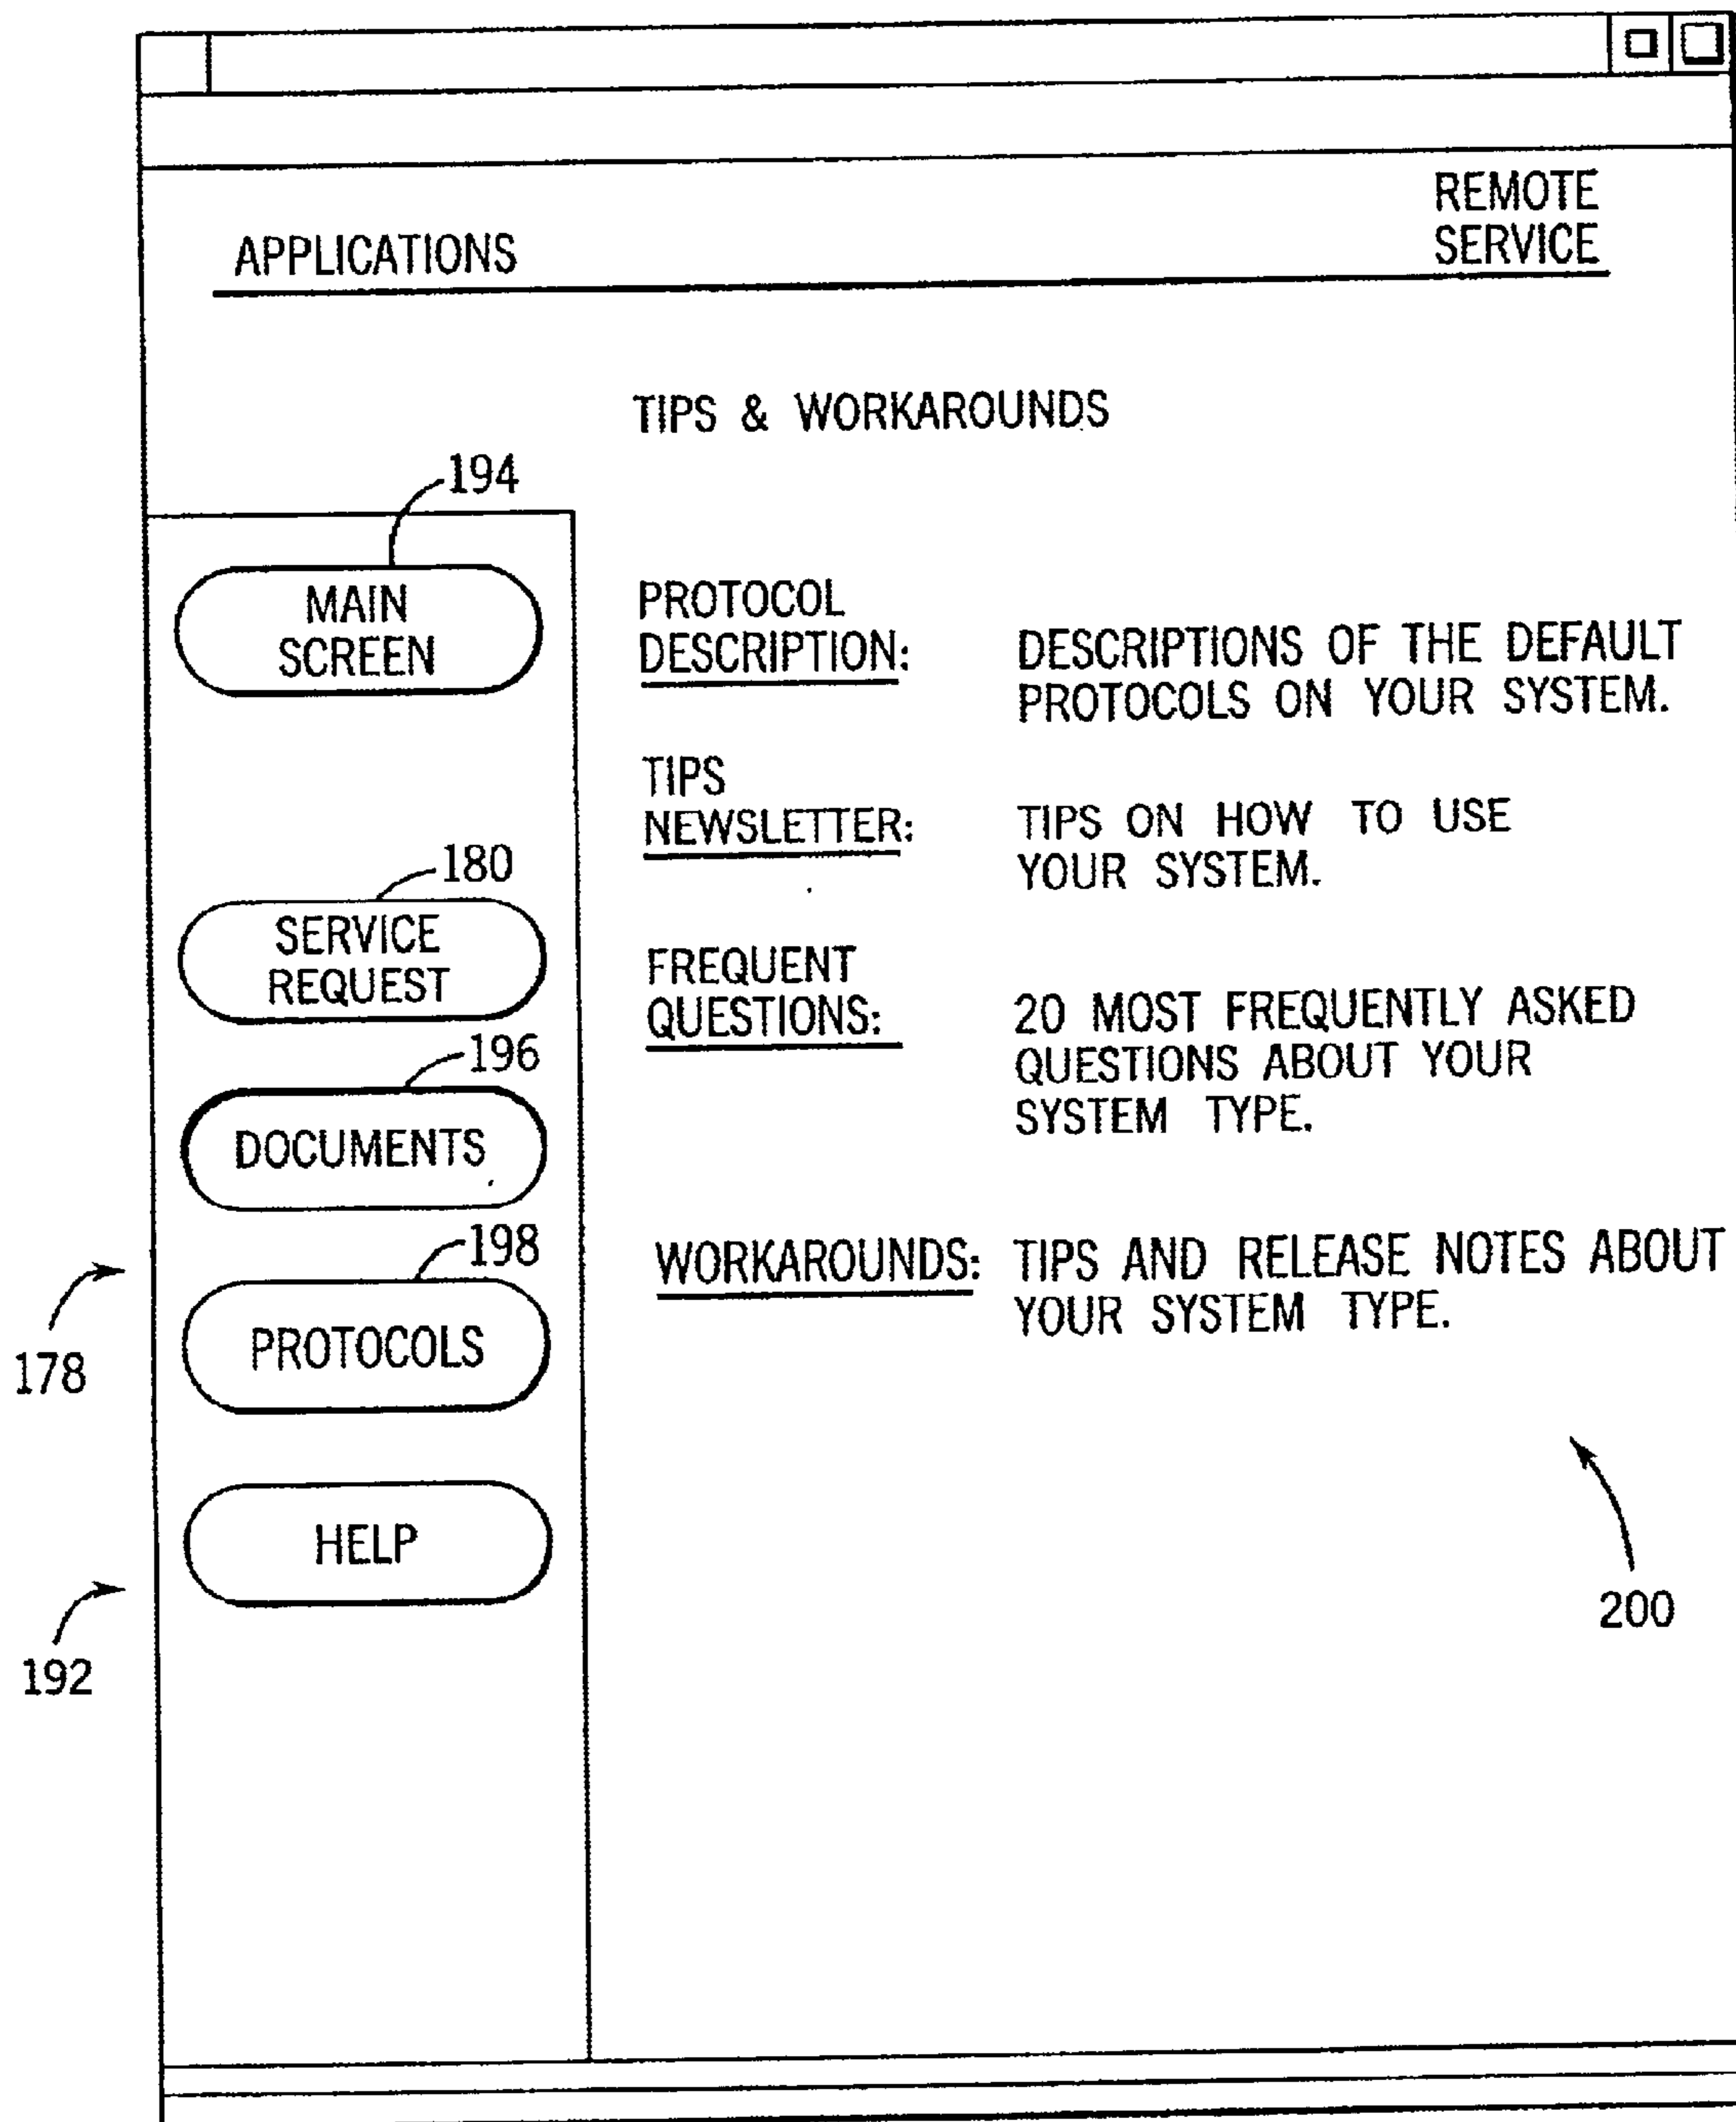 REMOTE
SERVICE
APPLICATIONS
TIPS & WORKAROUNDS
194
MAIN
SCREEN
180
SERVICE
REQUEST
196
DOCUMENTS
198
PROTOCOLS
HELP
178
192
PROTOCOL
DESCRIPTION:
DESCRIPTIONS OF THE DEFAULT
PROTOCOLS ON YOUR SYSTEM.
TIPS
NEWSLETTER:
TIPS ON HOW TO USE
YOUR SYSTEM.
FREQUENT
QUESTIONS:
20 MOST FREQUENTLY ASKED
QUESTIONS ABOUT YOUR
SYSTEM TYPE.
WORKAROUNDS:
TIPS AND RELEASE NOTES ABOUT
YOUR SYSTEM TYPE.
200